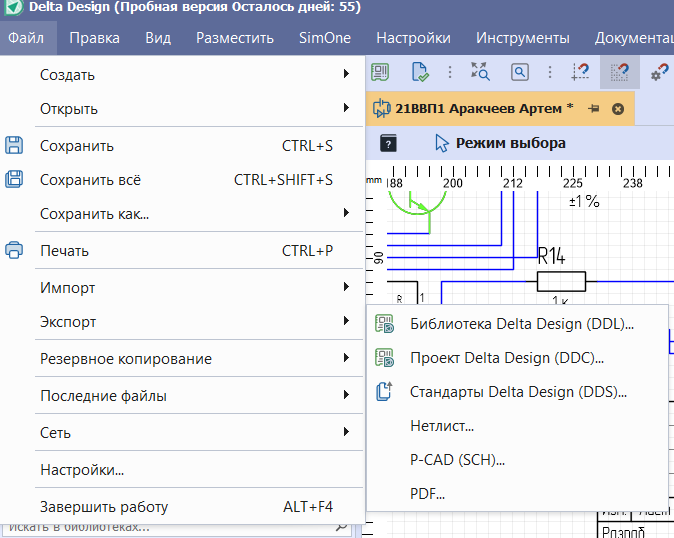 Delta Design (Пробная версия Осталось дней: 55)
Файл Правка Вид Разместить SimOne Настройки Инструменты Документац
Создать
Открыть
Сохранить CTRL+S
Сохранить всё CTRL+SHIFT+S
Сохранить как...
Печать CTRL+P
Импорт
Экспорт
Резервное копирование
Последние файлы
Сеть
Настройки...
Завершить работу ALT+F4
Искать в библиотеках...
21ВВП1 Аракчеев Артем *
Режим выбора
mm 188 200 212 225 238
±1%
90
R14
1к
R 1
Библиотека Delta Design (DDL)...
Проект Delta Design (DDC)...
Стандарты Delta Design (DDS)...
Нетлист...
P-CAD (SCH)...
PDF...
Изм. Лист
Разраб.